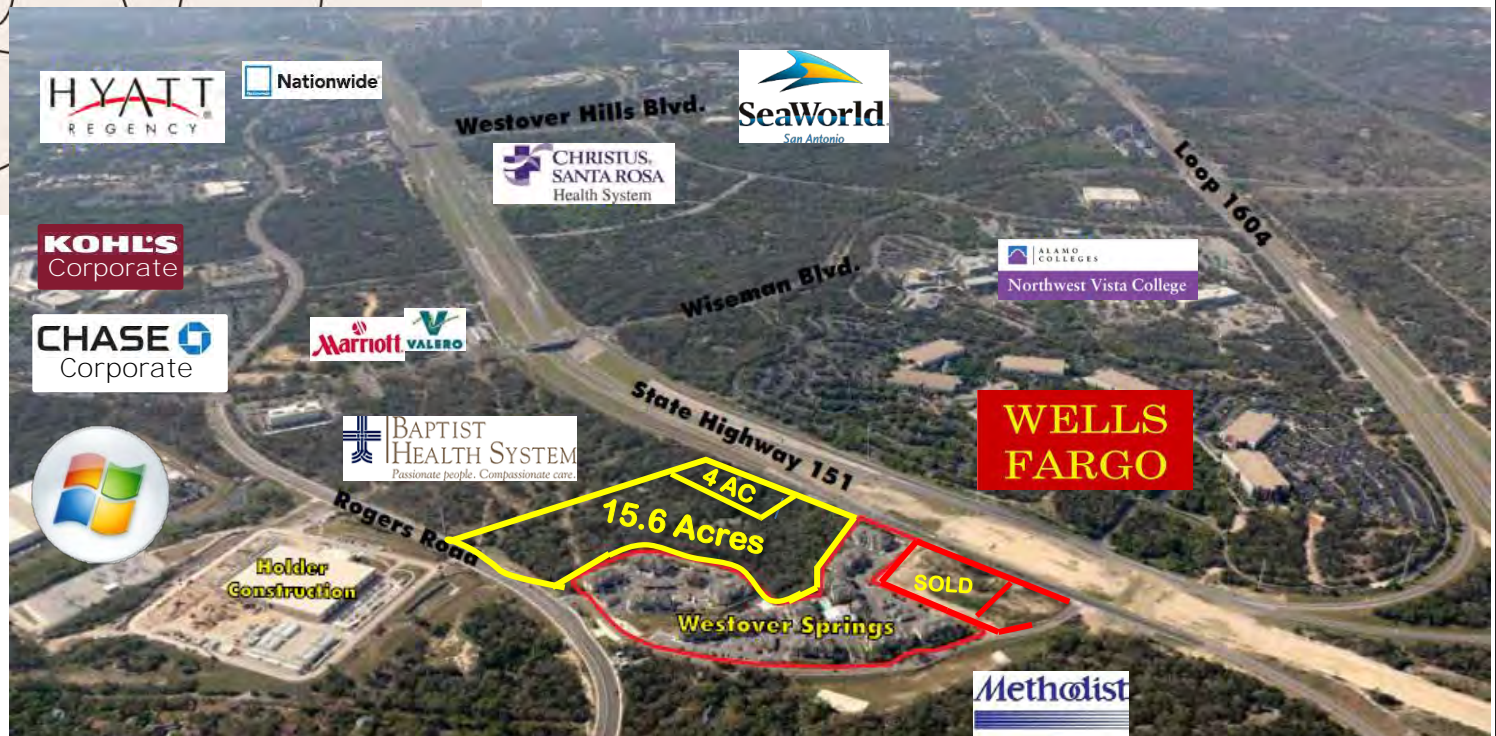 HYATT
REGENCY
Nationwide
Westover Hills Blvd.
SeaWorld
San Antonio
CHRISTUS.
SANTA ROSA
Health System
Loop 1604
KOHL'S
Corporate
ALAMO
COLLEGES
Northwest Vista College
Wiseman Blvd.
CHASE
Corporate
Marriott
VALERO
State Highway 151
WELLS
FARGO
BAPTIST
HEALTH SYSTEM
Passionate people. Compassionate care.
4 AC
15.6 Acres
Rogers Road
Holder
Construction
SOLD
Westover Springs
Methodist